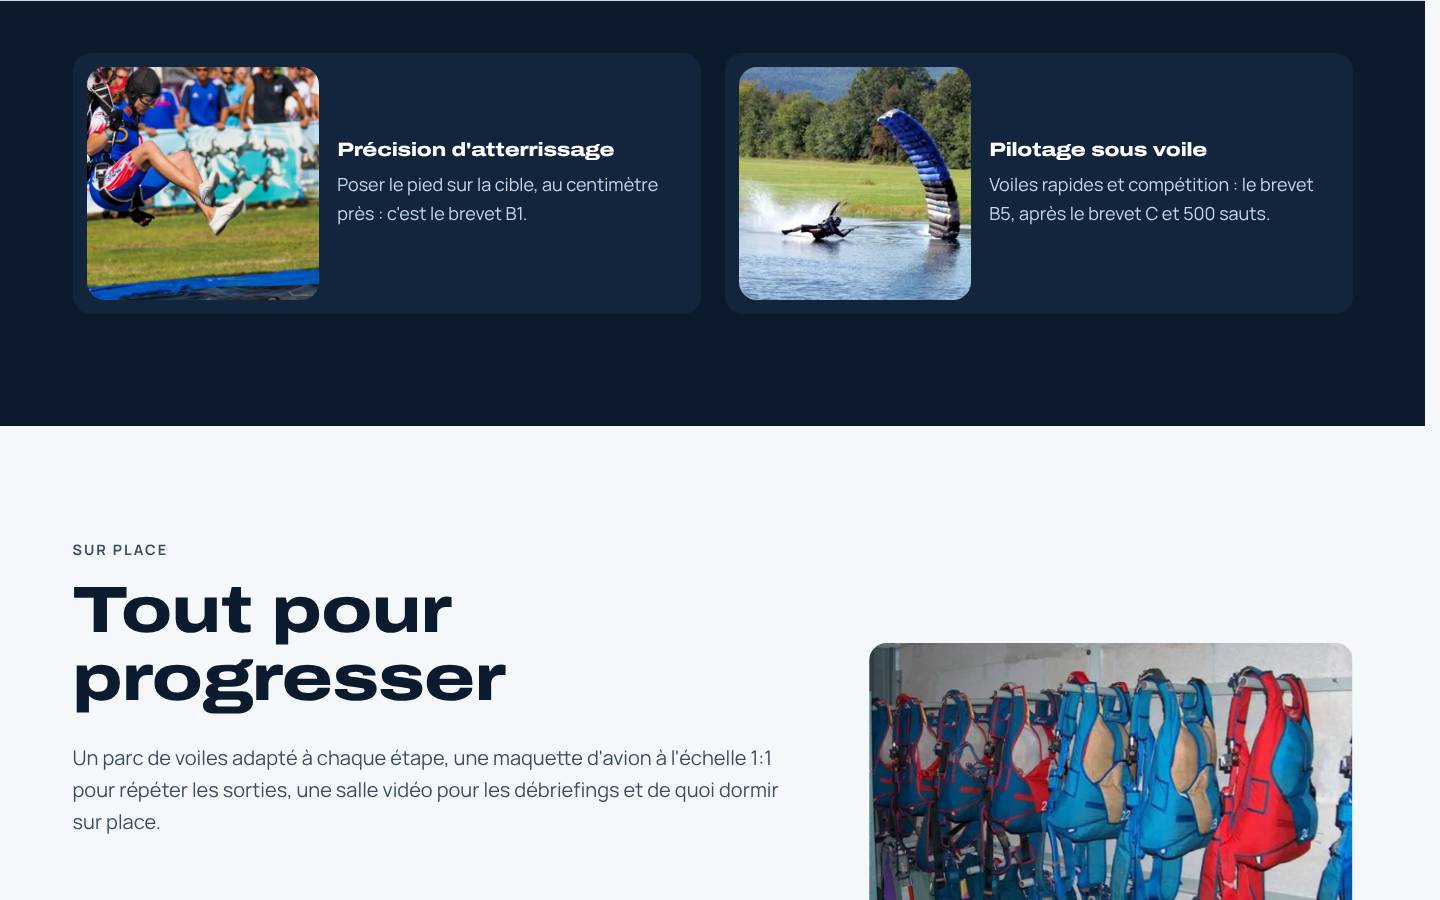 Précision d'atterrissage
Poser le pied sur la cible, au centimètre
près : c'est le brevet B1.
Pilotage sous voile
Voiles rapides et compétition : le brevet
B5, après le brevet C et 500 sauts.
SUR PLACE
Tout pour
progresser
Un parc de voiles adapté à chaque étape, une maquette d'avion à l'échelle 1:1
pour répéter les sorties, une salle vidéo pour les débriefings et de quoi dormir
sur place.